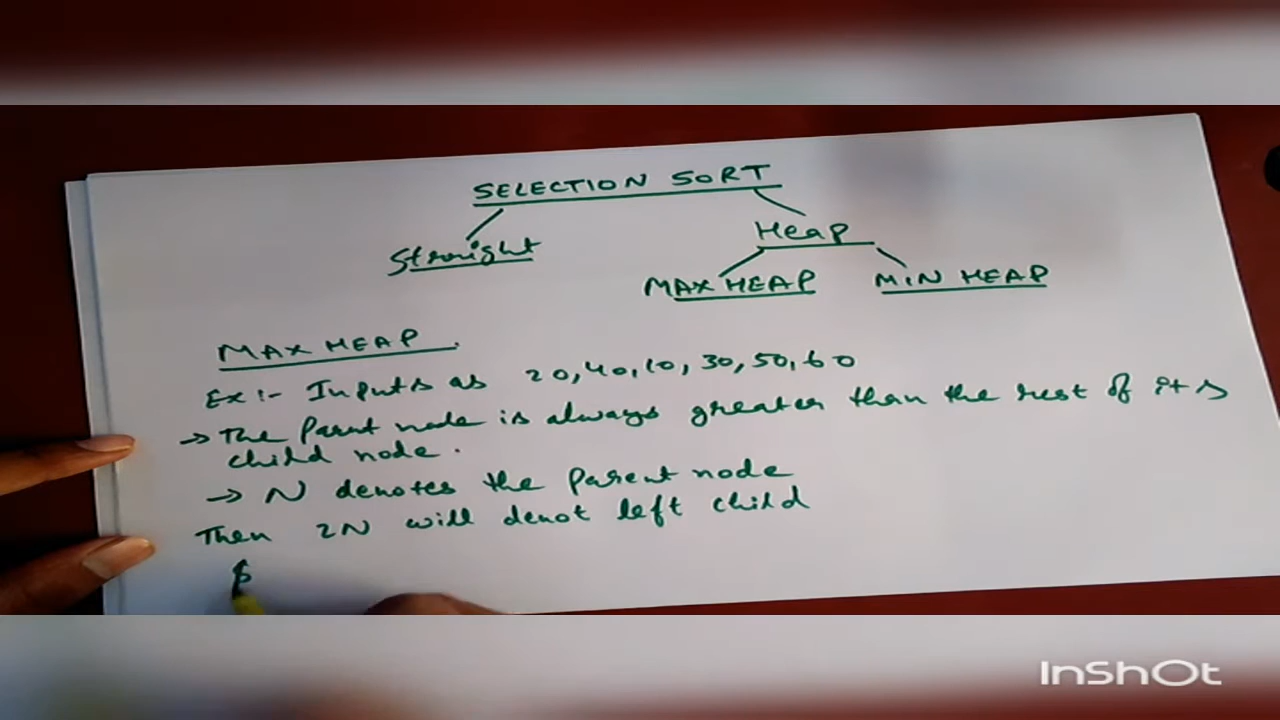 SELECTION SORT
Straight
Heap
MAX HEAP
MIN HEAP
MAX HEAP.
Ex:- Inputs as 20,40,10,30,50,60
→ The Parnt node is always greater than the rest of its
child node.
→ N denotes the parent node
Then 2N will denot left child
&
InShOt